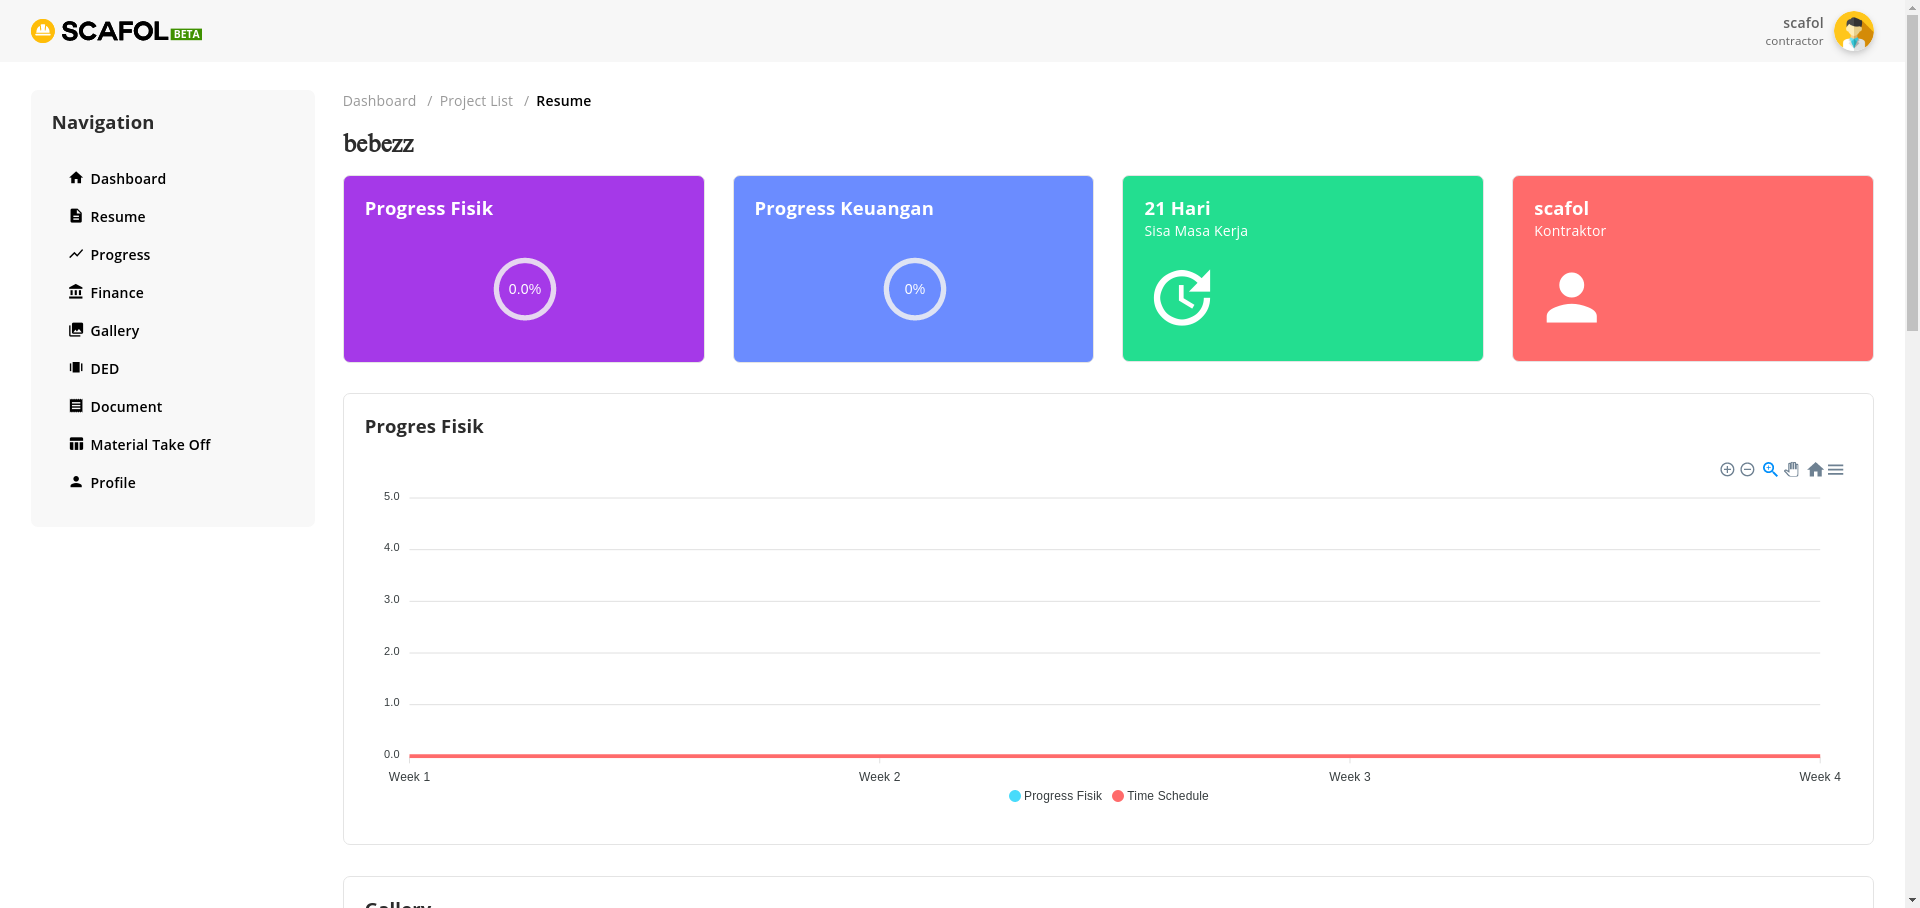 SCAFOL BETA
scafol
contractor
Navigation
Dashboard
Resume
Progress
Finance
Gallery
DED
Document
Material Take Off
Profile
Dashboard / Project List / Resume
bebezz
Progress Fisik
0.0%
Progress Keuangan
0%
21 Hari
Sisa Masa Kerja
scafol
Kontraktor
Progres Fisik
5.0
4.0
3.0
2.0
1.0
0.0
Week 1 Week 2 Week 3 Week 4
Progress Fisik Time Schedule
Gallery